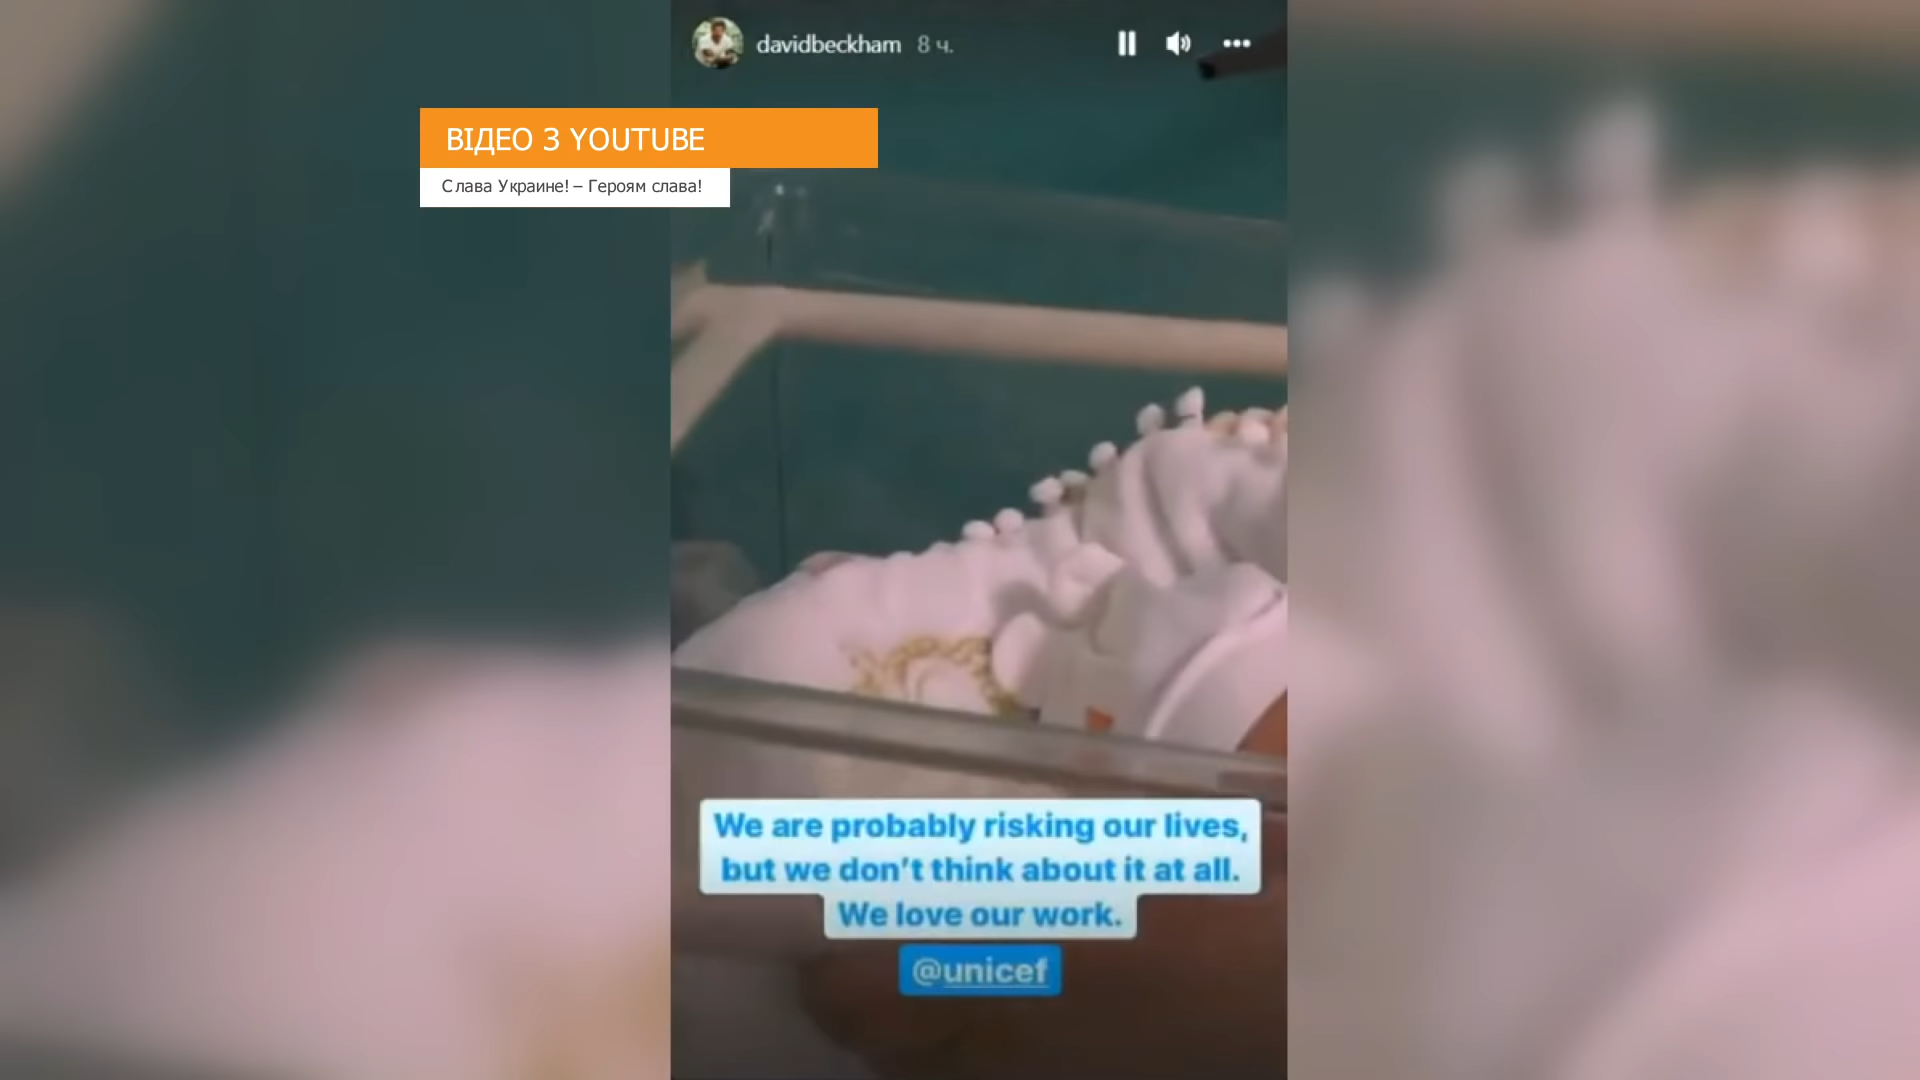 davidbeckham 8 ч.
ВІДЕО З YOUTUBE
Слава Украине! – Героям слава!
We are probably risking our lives,
but we don't think about it at all.
We love our work.
@unicef